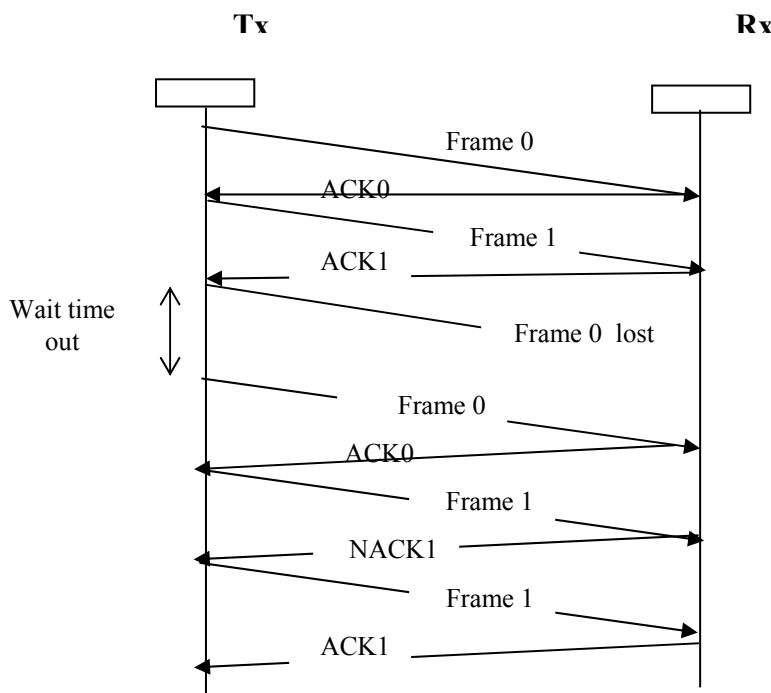 Tx
Rx
Frame 0
ACK0
Frame 1
ACK1
Wait time
out
Frame 0 lost
Frame 0
ACK0
Frame 1
NACK1
Frame 1
ACK1